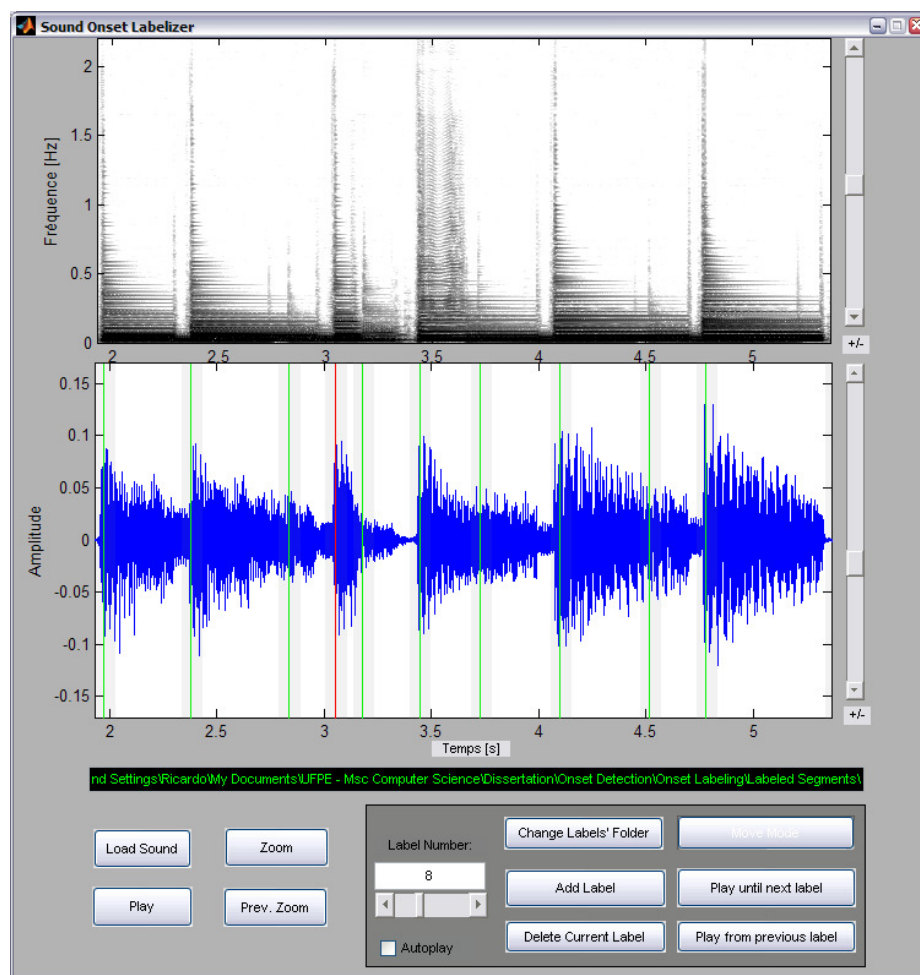 Sound Onset Labelizer
Fréquence [Hz]
2
1.5
1
0.5
0
2 2.5 3 3.5 4 4.5 5
+/-
Amplitude
0.15
0.1
0.05
0
-0.05
-0.1
-0.15
2 2.5 3 3.5 4 4.5 5
Temps [s]
+/-
nd Settings\Ricardo\My Documents\UFPE - Msc Computer Science\Dissertation\Onset Detection\Onset Labeling\Labeled Segments\
Load Sound
Zoom
Play
Prev. Zoom
Label Number:
8
Autoplay
Change Labels' Folder
Move Mode
Add Label
Play until next label
Delete Current Label
Play from previous label